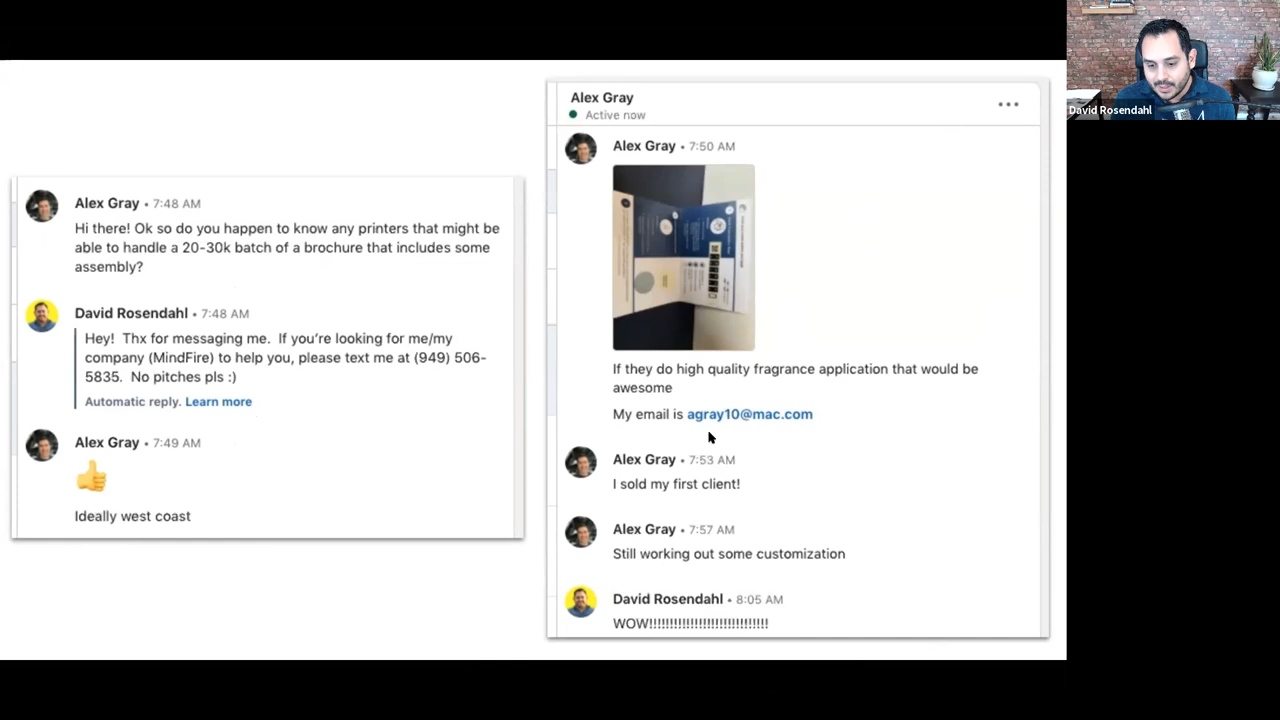 Alex Gray • 7:48 AM
Hi there! Ok so do you happen to know any printers that might be
able to handle a 20-30k batch of a brochure that includes some
assembly?
David Rosendahl • 7:48 AM
Hey!  Thx for messaging me.  If you're looking for me/my
company (MindFire) to help you, please text me at (949) 506-
5835.  No pitches pls :)
Automatic reply. Learn more
Alex Gray • 7:49 AM
👍
Ideally west coast
Alex Gray
Active now
Alex Gray • 7:50 AM
If they do high quality fragrance application that would be
awesome
My email is agray10@mac.com
Alex Gray • 7:53 AM
I sold my first client!
Alex Gray • 7:57 AM
Still working out some customization
David Rosendahl • 8:05 AM
WOW!!!!!!!!!!!!!!!!!!!!!!!!!!!!!
David Rosendahl